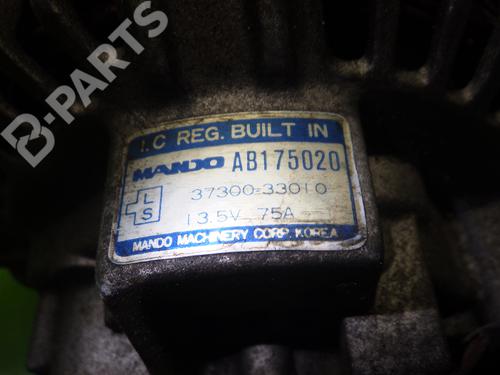 B-PARTS
I.C REG. BUILT IN
MANDO AB175020
L S
37300-33010
13.5V 75A
MANDO MACHINERY CORP. KOREA